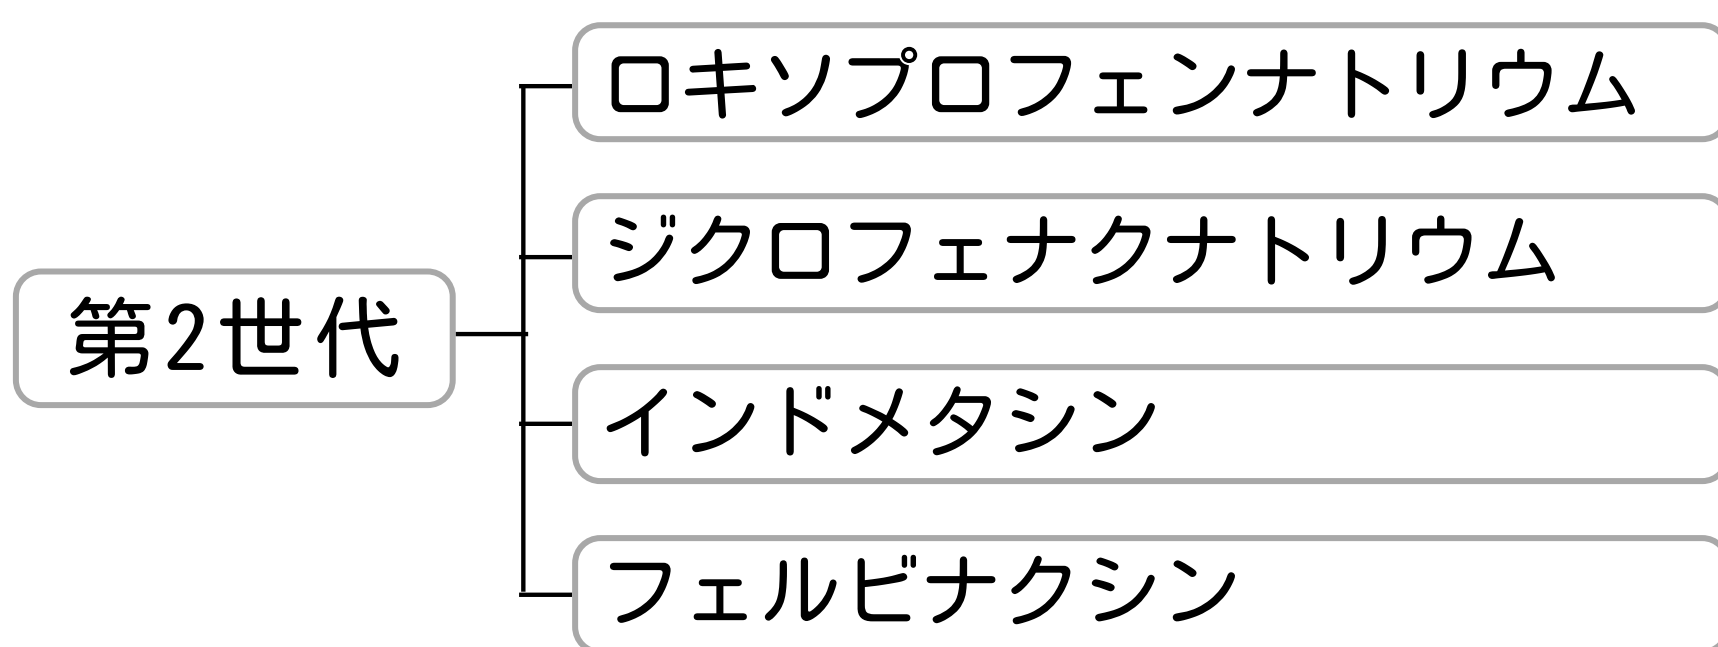 第2世代
ロキソプロフェンナトリウム
ジクロフェナクナトリウム
インドメタシン
フェルビナクシン